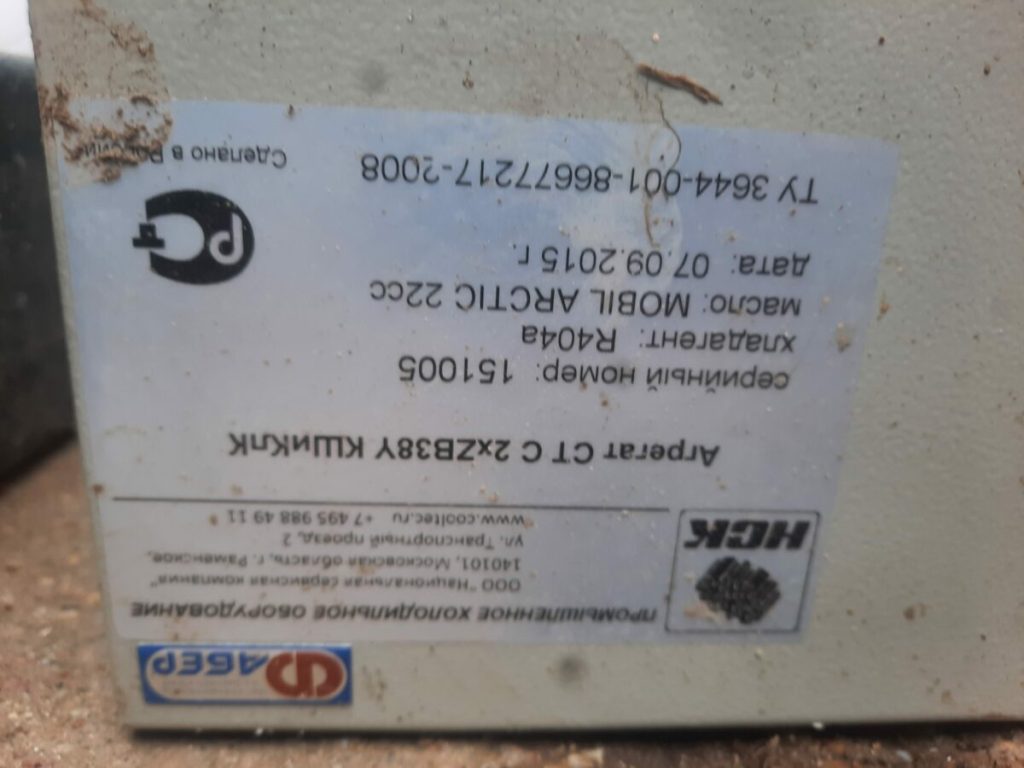 ФАБЕР
ПРОМЫШЛЕННОЕ ХОЛОДИЛЬНОЕ ОБОРУДОВАНИЕ
НСК
ООО "Национальная сервисная компания"
140101, Московская область, г. Раменское,
ул. Транспортный проезд, 2
www.cooltec.ru +7 495 988 49 11
Агрегат СТ С 2xZB38Y КШиКлК
серийный номер: 151005
хладагент: R404a
масло: MOBIL ARCTIC 22cc
дата: 07.09.2015 г.
ТУ 3644-001-86677217-2008
РСТ
Сделано в России